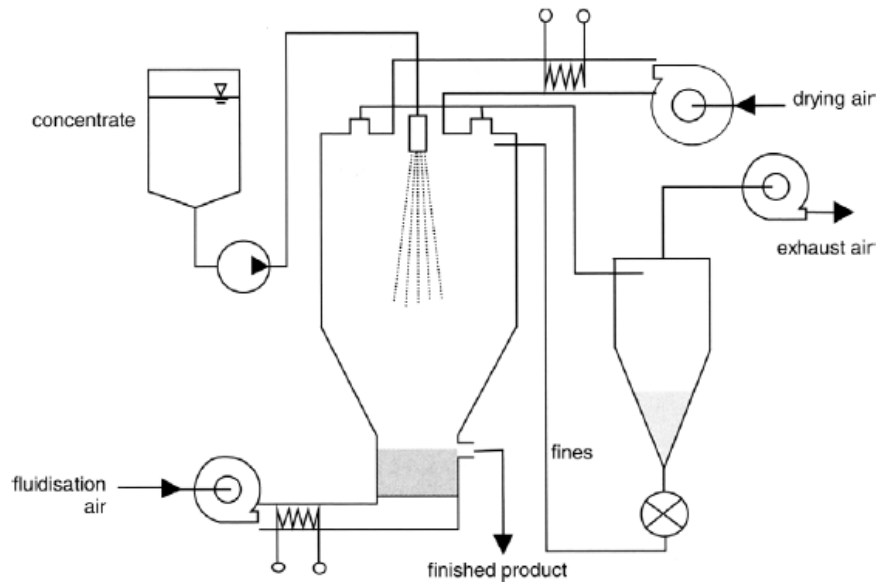 concentrate
drying air
exhaust air
fines
fluidisation
air
finished product